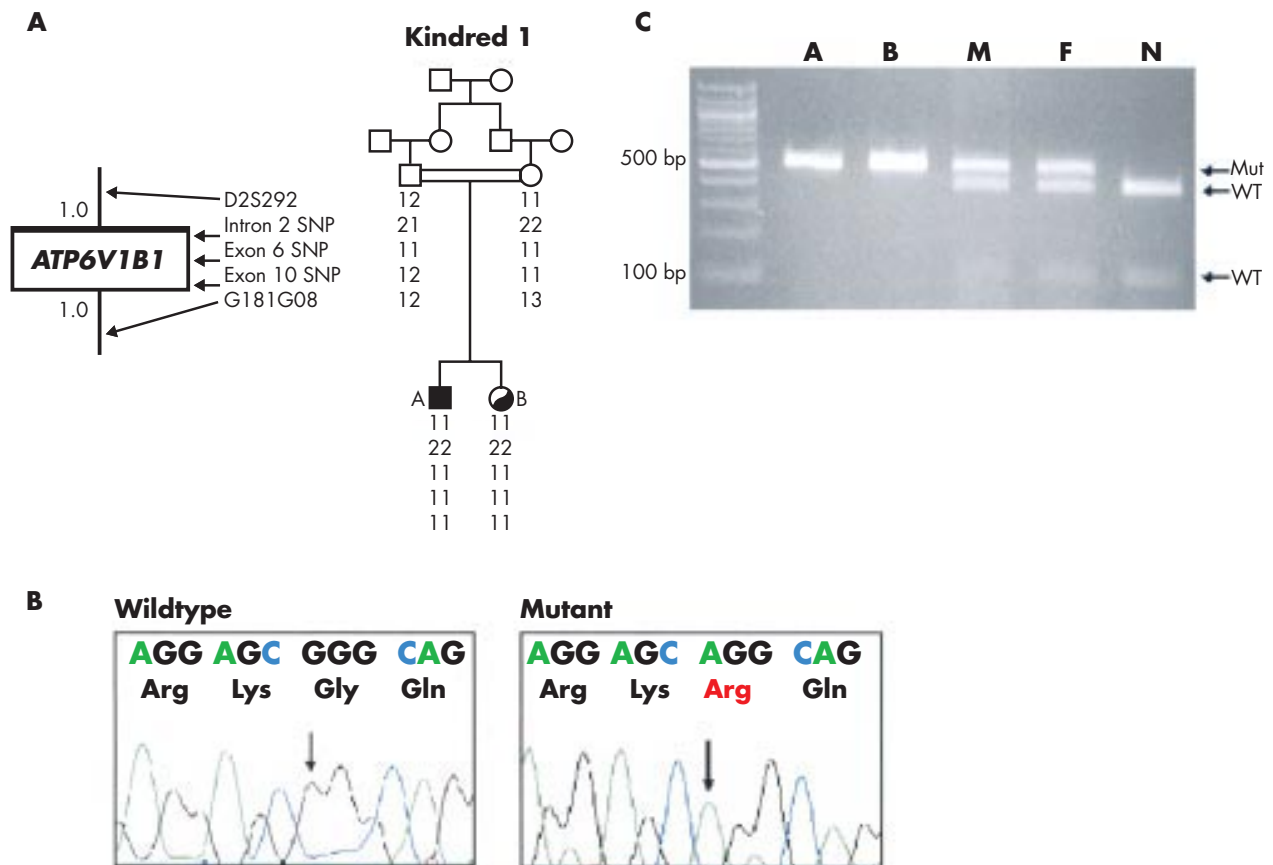 A
Kindred 1
1.0
ATP6V1B1
1.0
D2S292
Intron 2 SNP
Exon 6 SNP
Exon 10 SNP
G181G08
12
21
11
12
12
11
22
11
11
13
A
B
11
22
11
11
11
11
22
11
11
11
C
A B M F N
500 bp
100 bp
Mut
WT
WT
B
Wildtype
AGG AGC GGG CAG
Arg Lys Gly Gln
Mutant
AGG AGC AGG CAG
Arg Lys Arg Gln